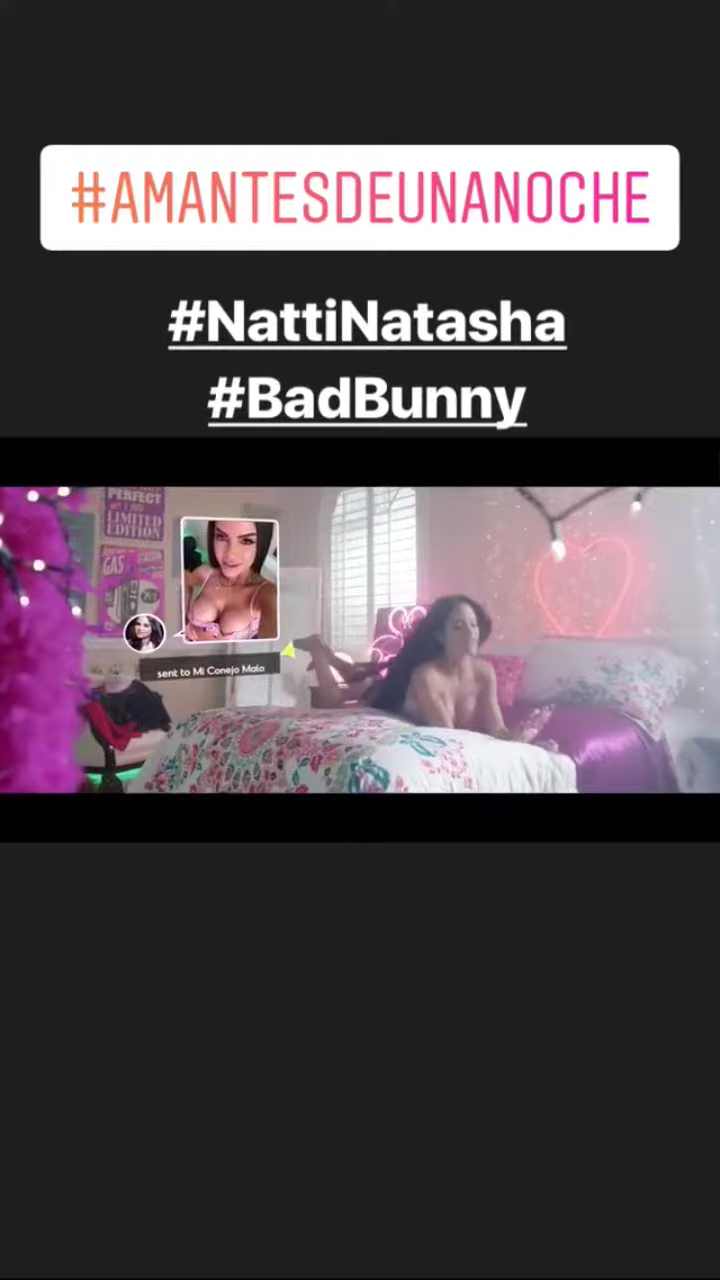 #AMANTESDEUNANOCHE
#NattiNatasha
#BadBunny
PERFECT
LIMITED
EDITION
GAS
sent to Mi Conejo Malo